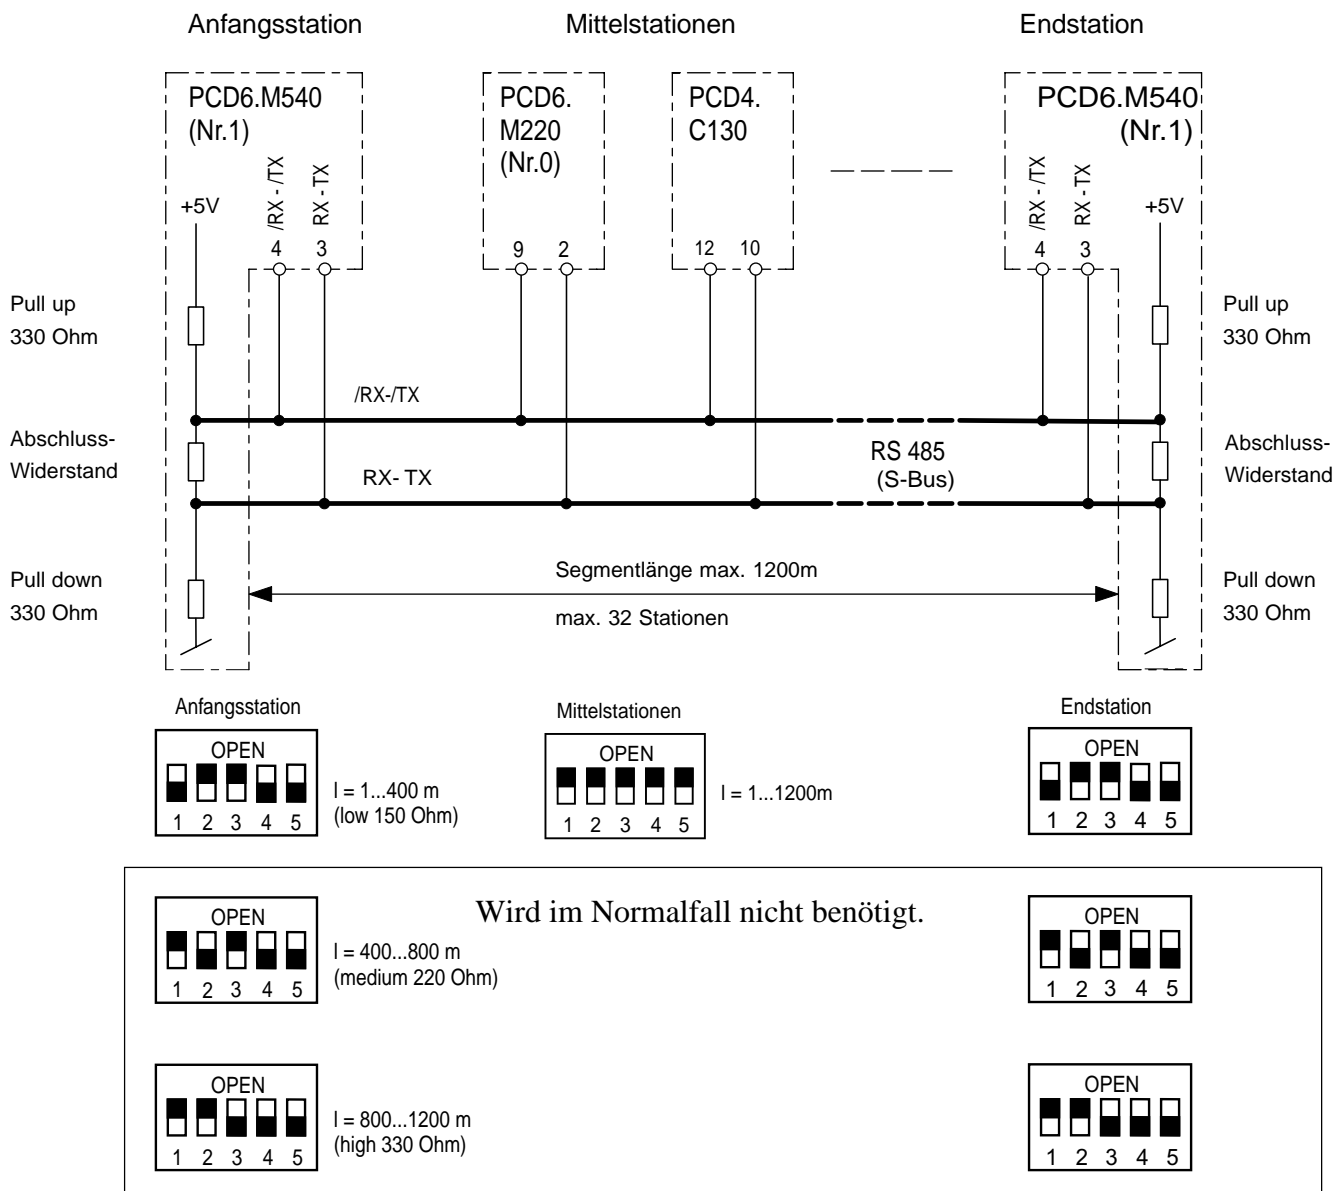 Anfangsstation
Mittelstationen
Endstation
PCD6.M540
(Nr.1)
PCD6.
M220
(Nr.0)
PCD4.
C130
PCD6.M540
(Nr.1)
/RX - /TX
RX - TX
/RX - /TX
RX - TX
+5V
+5V
4
3
9
2
12
10
4
3
Pull up
330 Ohm
Pull up
330 Ohm
/RX-/TX
Abschluss-
Widerstand
RX- TX
RS 485
(S-Bus)
Abschluss-
Widerstand
Pull down
330 Ohm
Segmentlänge max. 1200m
max. 32 Stationen
Pull down
330 Ohm
Anfangsstation
Mittelstationen
Endstation
OPEN
1 2 3 4 5
l = 1...400 m
(low 150 Ohm)
OPEN
1 2 3 4 5
l = 1...1200m
OPEN
1 2 3 4 5
Wird im Normalfall nicht benötigt.
OPEN
1 2 3 4 5
l = 400...800 m
(medium 220 Ohm)
OPEN
1 2 3 4 5
OPEN
1 2 3 4 5
l = 800...1200 m
(high 330 Ohm)
OPEN
1 2 3 4 5